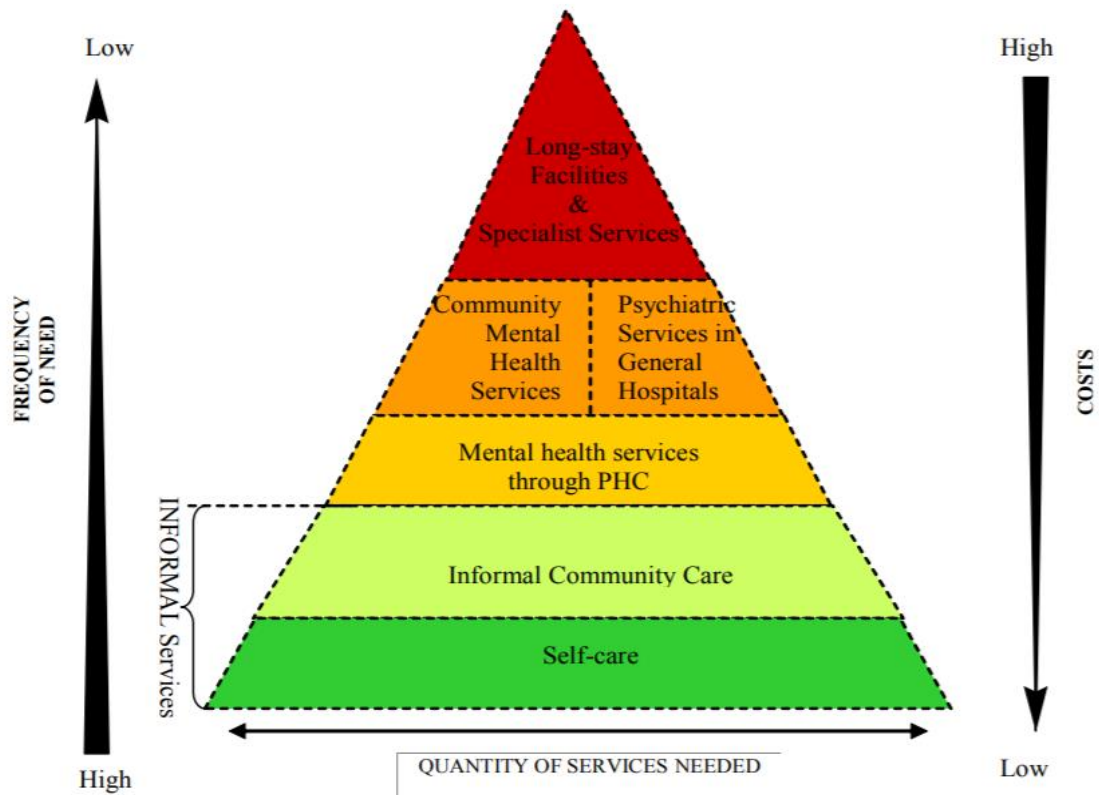 Low
High
Long-stay
Facilities
&
Specialist Services
FREQUENCY
OF NEED
COSTS
Community
Mental
Health
Services
Psychiatric
Services in
General
Hospitals
Mental health services
through PHC
INFORMAL Services
Informal Community Care
Self-care
High
QUANTITY OF SERVICES NEEDED
Low